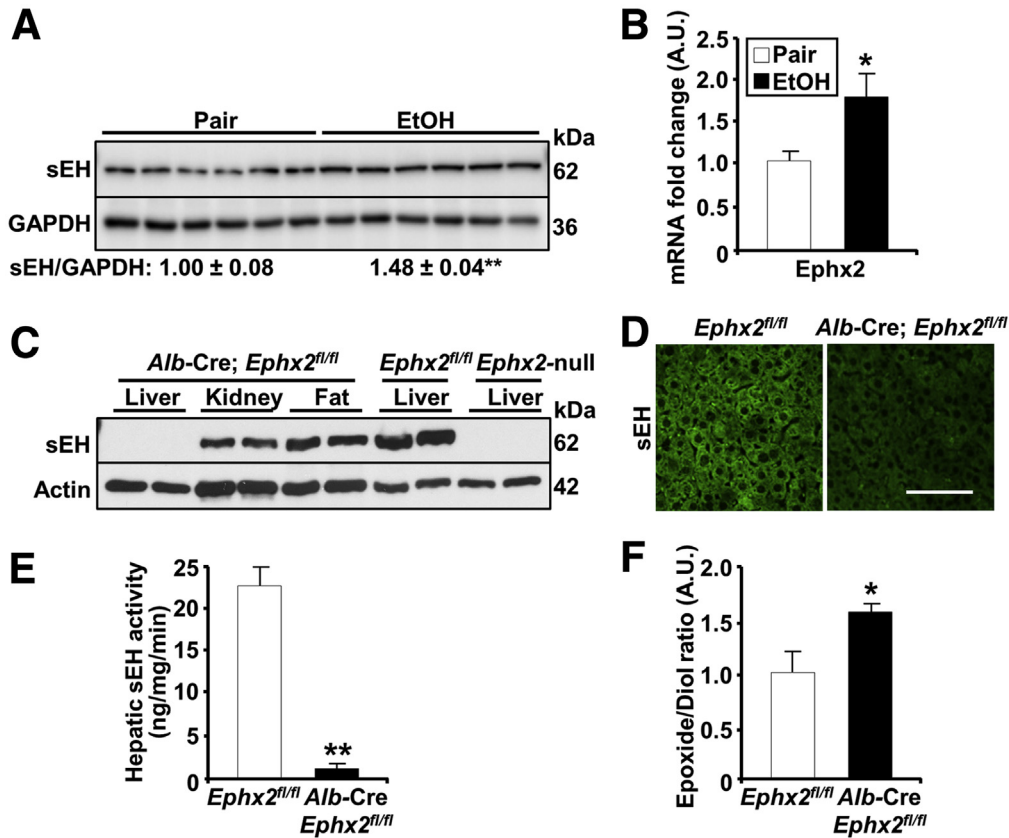 A
Pair EtOH
kDa
sEH 62
GAPDH 36
sEH/GAPDH: 1.00 ± 0.08 1.48 ± 0.04**
B
mRNA fold change (A.U.)
2.5
2.0
1.5
1.0
0.5
0
Pair
EtOH
*
Ephx2
C
Alb-Cre; Ephx2fl/fl Ephx2fl/fl Ephx2-null
Liver Kidney Fat Liver Liver
kDa
sEH 62
Actin 42
D
Ephx2fl/fl Alb-Cre; Ephx2fl/fl
sEH
E
Hepatic sEH activity
(ng/mg/min)
25
20
15
10
5
0
**
Ephx2fl/fl Alb-Cre
Ephx2fl/fl
F
Epoxide/Diol ratio (A.U.)
2.0
1.5
1.0
0.5
0
*
Ephx2fl/fl Alb-Cre
Ephx2fl/fl